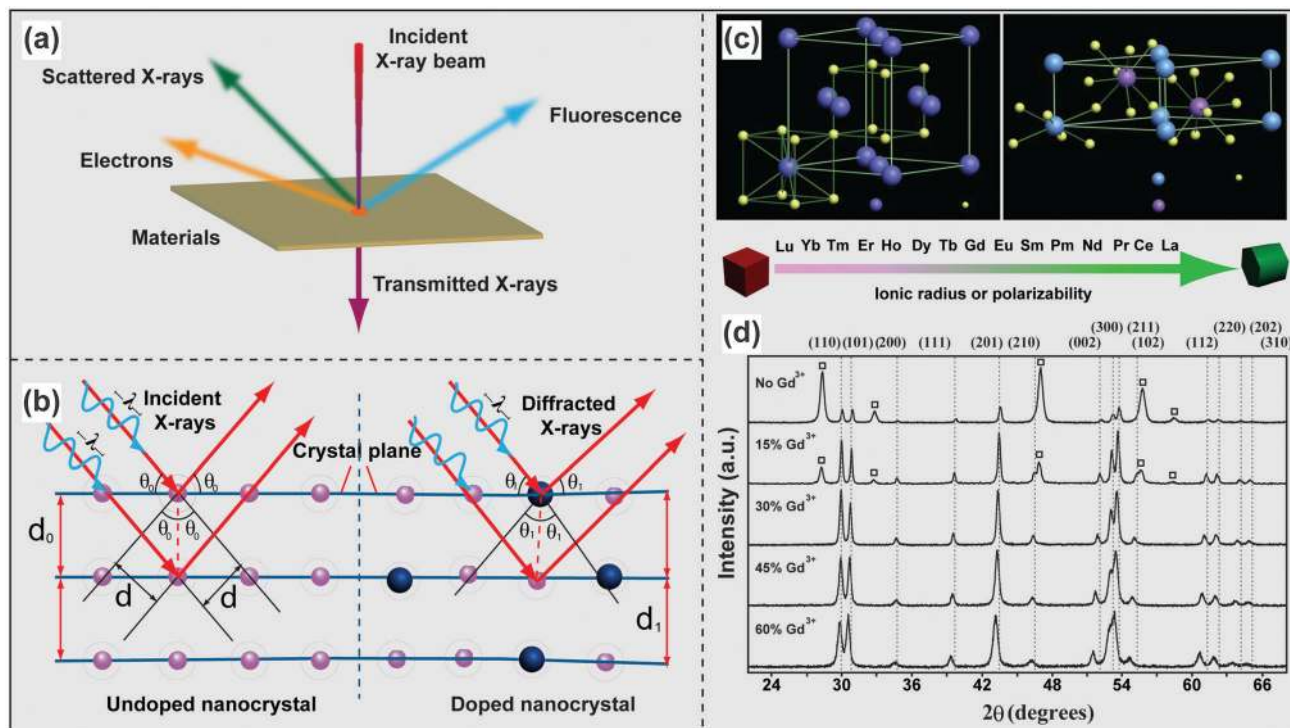 (a)
Incident
X-ray beam
Scattered X-rays
Fluorescence
Electrons
Materials
Transmitted X-rays
(b)
λ
λ
Incident
X-rays
Diffracted
X-rays
Crystal plane
θ₀ θ₀
θ₁ θ₁
θ₀ θ₀
θ₁ θ₁
d₀
d d
d₁
Undoped nanocrystal
Doped nanocrystal
(c)
Lu Yb Tm Er Ho Dy Tb Gd Eu Sm Pm Nd Pr Ce La
Ionic radius or polarizability
(d)
(300) (211) (220) (202)
(110) (101) (200) (111) (201) (210) (002) (102) (112) (310)
No Gd³⁺
15% Gd³⁺
30% Gd³⁺
45% Gd³⁺
60% Gd³⁺
Intensity (a.u.)
24 30 36 42 48 54 60 66
2θ (degrees)